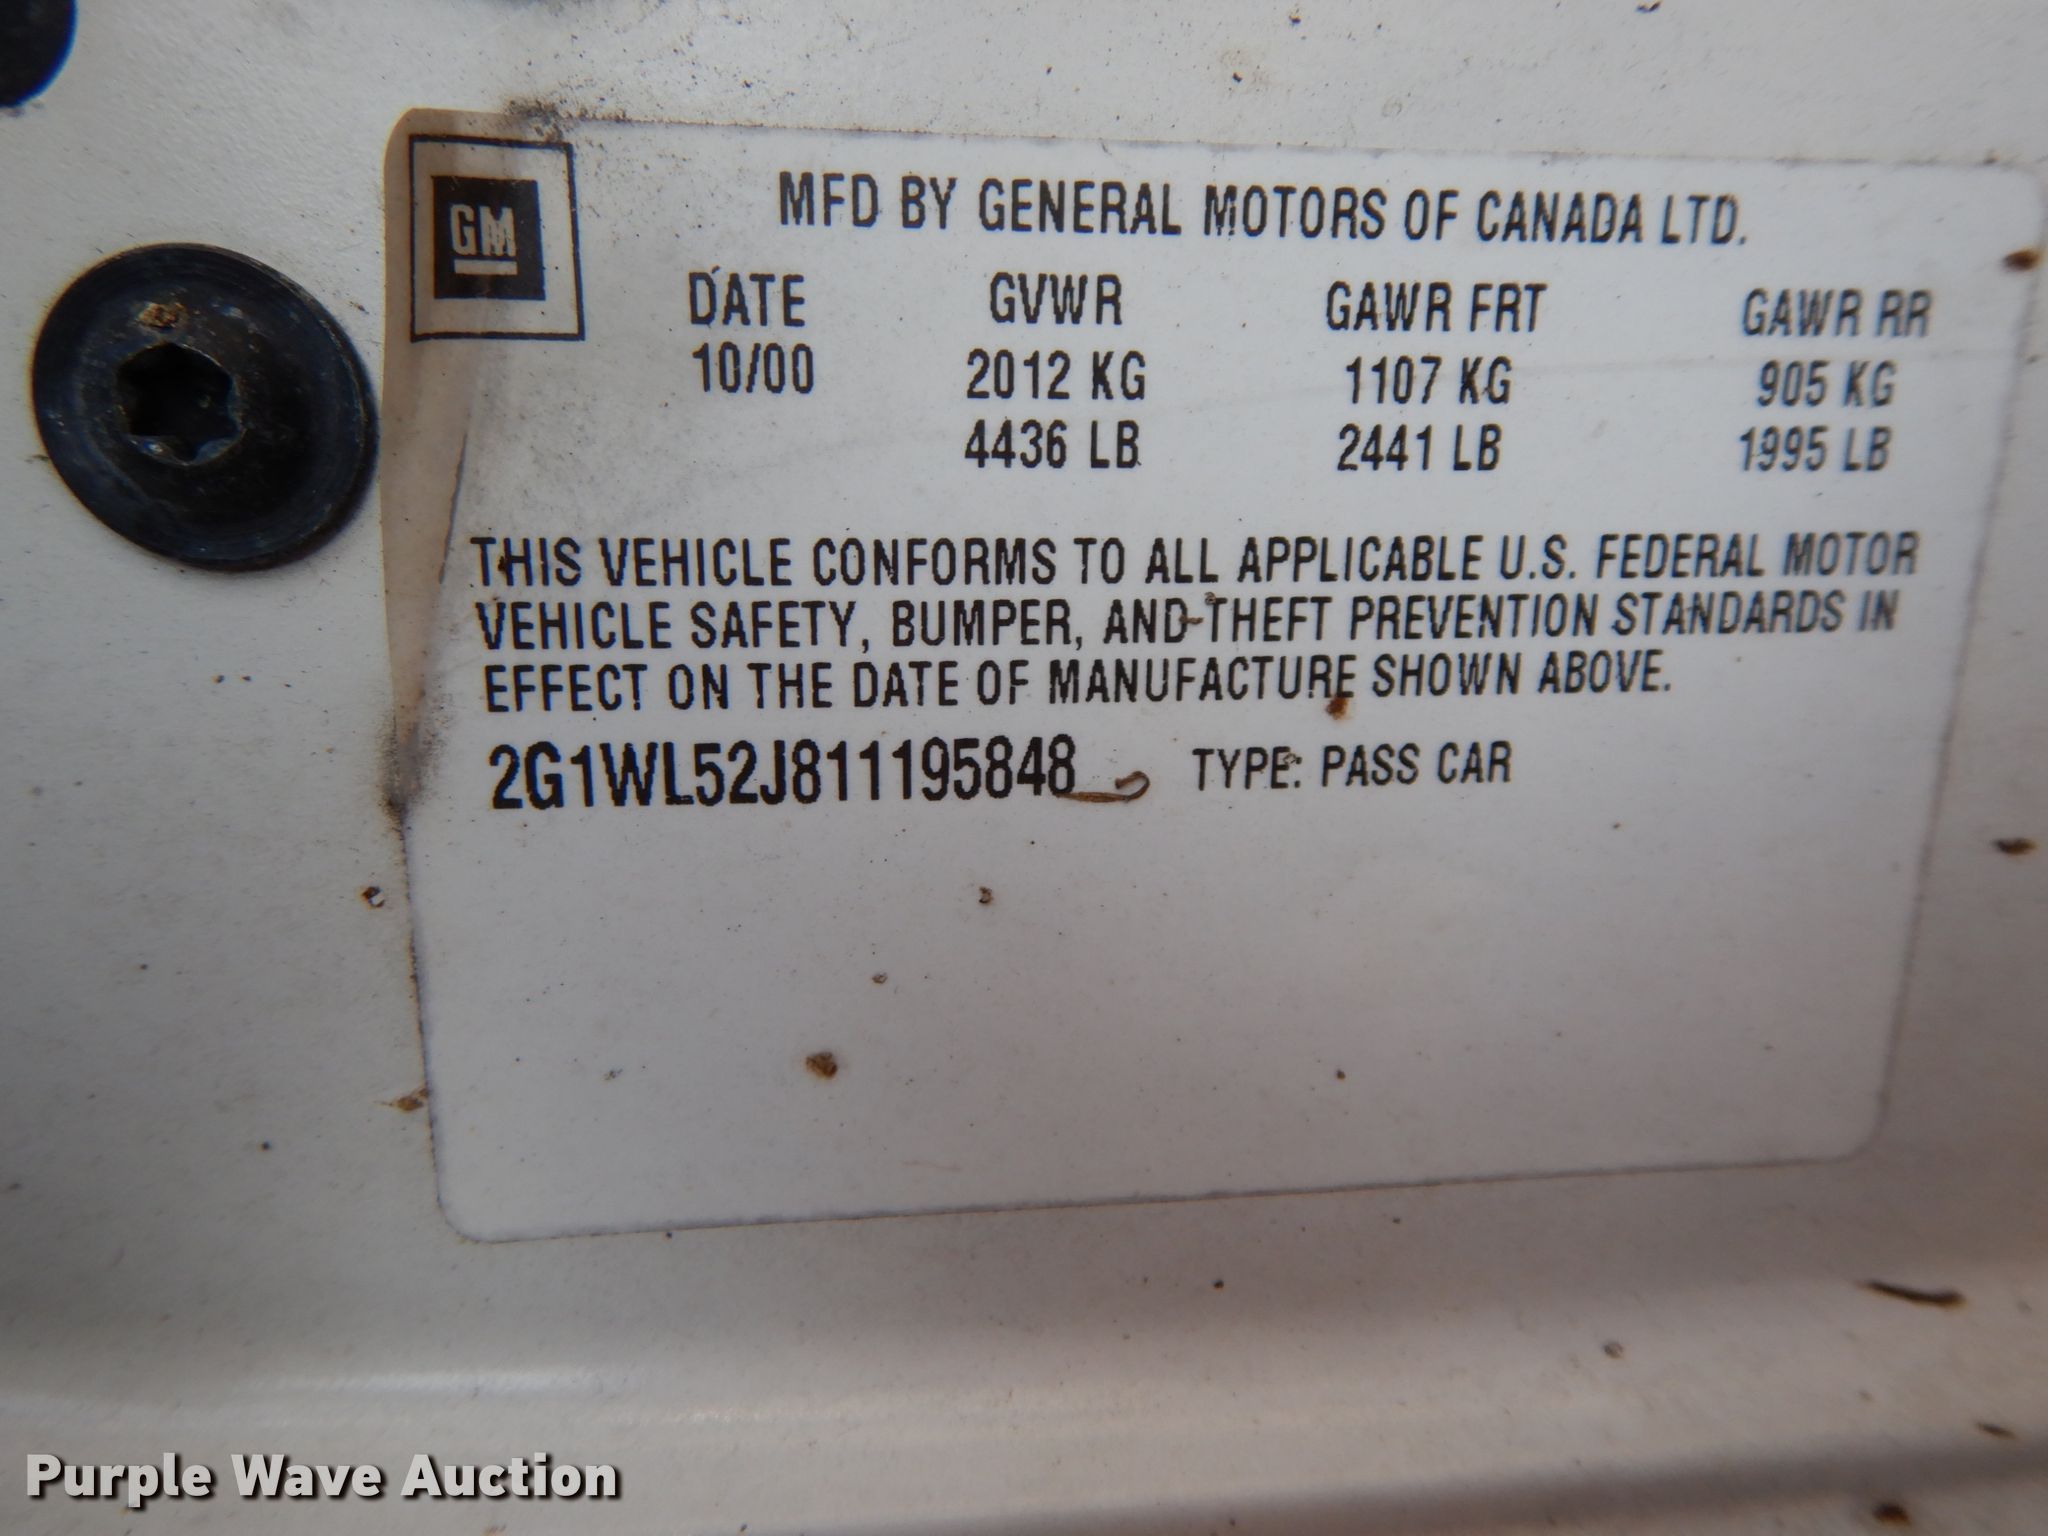 GM
MFD BY GENERAL MOTORS OF CANADA LTD.
DATE GVWR GAWR FRT GAWR RR
10/00 2012 KG 1107 KG 905 KG
4436 LB 2441 LB 1995 LB
THIS VEHICLE CONFORMS TO ALL APPLICABLE U.S. FEDERAL MOTOR
VEHICLE SAFETY, BUMPER, AND THEFT PREVENTION STANDARDS IN
EFFECT ON THE DATE OF MANUFACTURE SHOWN ABOVE.
2G1WL52J811195848 TYPE: PASS CAR
Purple Wave Auction